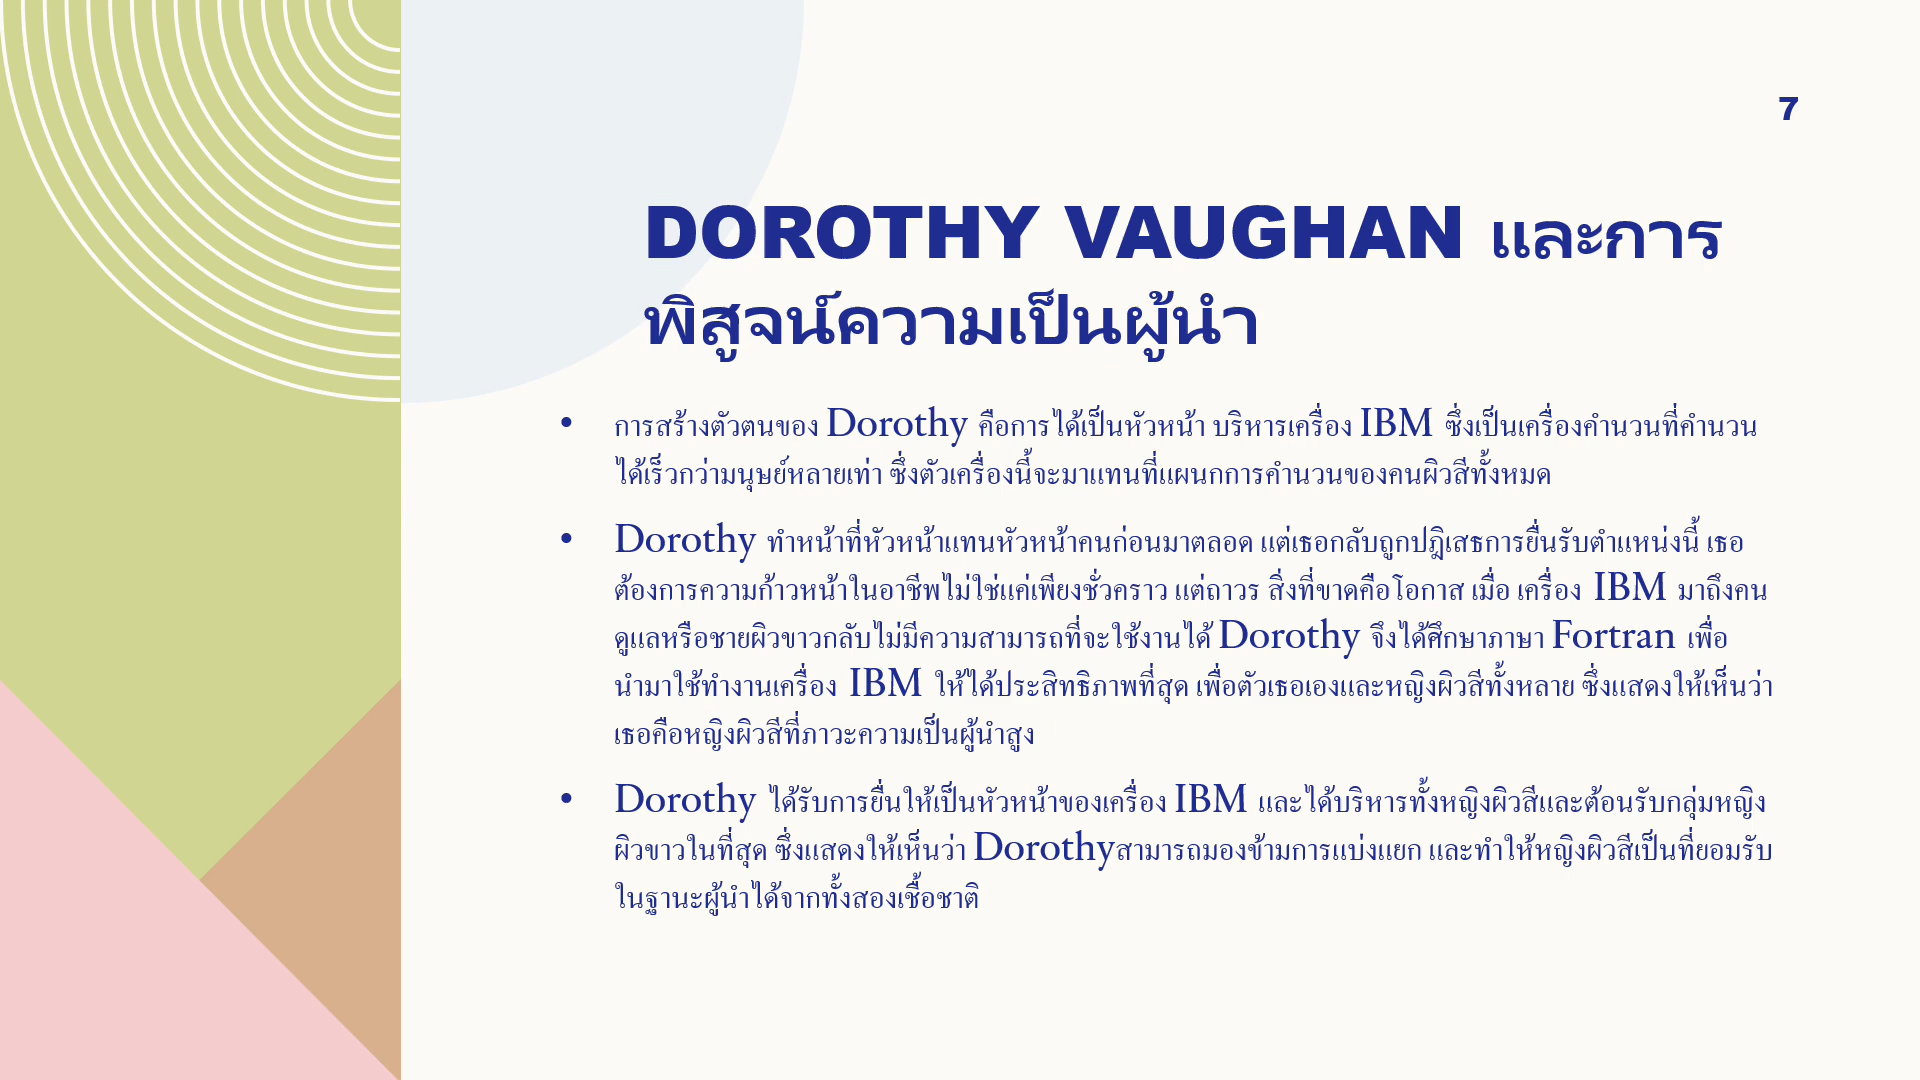 7
DOROTHY VAUGHAN และการ
พิสูจน์ความเป็นผู้นำ
• การสร้างตัวตนของ Dorothy คือการได้เป็นหัวหน้า บริหารเครื่อง IBM ซึ่งเป็นเครื่องคำนวนที่คำนวน
ได้เร็วกว่ามนุษย์หลายเท่า ซึ่งตัวเครื่องนี้จะมาแทนที่แผนกการคำนวนของคนผิวสีทั้งหมด
• Dorothy ทำหน้าที่หัวหน้าแทนหัวหน้าคนก่อนมาตลอด แต่เธอกลับถูกปฎิเสธการยื่นรับตำแหน่งนี้ เธอ
ต้องการความก้าวหน้าในอาชีพไม่ใช่แค่เพียงชั่วคราว แต่ถาวร สิ่งที่ขาดคือโอกาส เมื่อ เครื่อง IBM มาถึงคน
ดูแลหรือชายผิวขาวกลับไม่มีความสามารถที่จะใช้งานได้ Dorothy จึงได้ศึกษาภาษา Fortran เพื่อ
นำมาใช้ทำงานเครื่อง IBM ให้ได้ประสิทธิภาพที่สุด เพื่อตัวเธอเองและหญิงผิวสีทั้งหลาย ซึ่งแสดงให้เห็นว่า
เธอคือหญิงผิวสีที่ภาวะความเป็นผู้นำสูง
• Dorothy ได้รับการยื่นให้เป็นหัวหน้าของเครื่อง IBM และได้บริหารทั้งหญิงผิวสีและต้อนรับกลุ่มหญิง
ผิวขาวในที่สุด ซึ่งแสดงให้เห็นว่า Dorothyสามารถมองข้ามการแบ่งแยก และทำให้หญิงผิวสีเป็นที่ยอมรับ
ในฐานะผู้นำได้จากทั้งสองเชื้อชาติ